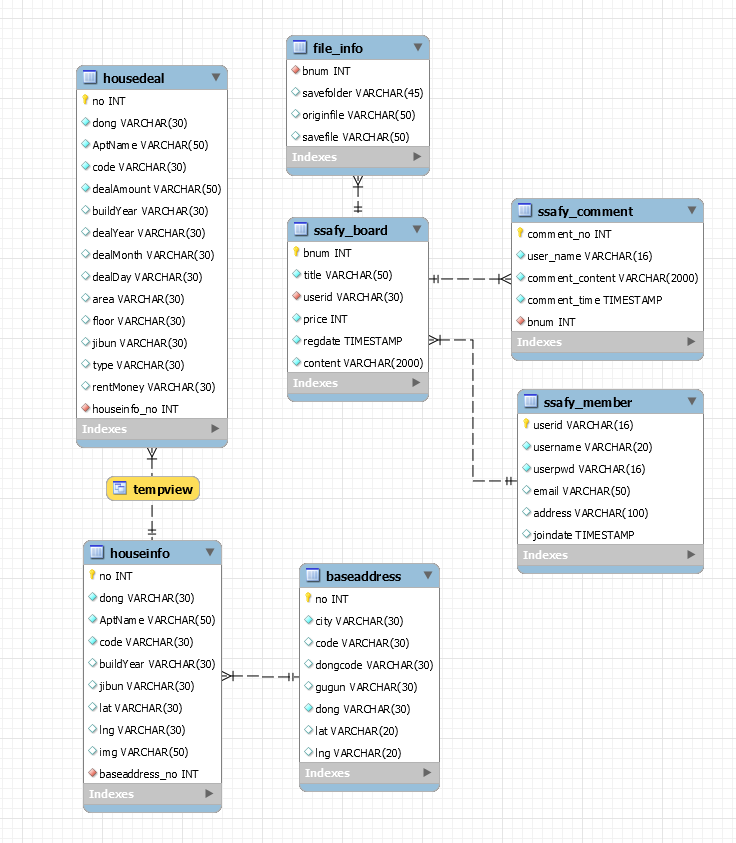 housedeal
no INT
dong VARCHAR(30)
AptName VARCHAR(50)
code VARCHAR(30)
dealAmount VARCHAR(50)
buildYear VARCHAR(30)
dealYear VARCHAR(30)
dealMonth VARCHAR(30)
dealDay VARCHAR(30)
area VARCHAR(30)
floor VARCHAR(30)
jibun VARCHAR(30)
type VARCHAR(30)
rentMoney VARCHAR(30)
houseinfo_no INT
Indexes
file_info
bnum INT
savefolder VARCHAR(45)
originfile VARCHAR(50)
savefile VARCHAR(50)
Indexes
ssafy_board
bnum INT
title VARCHAR(50)
userid VARCHAR(30)
price INT
regdate TIMESTAMP
content VARCHAR(2000)
Indexes
ssafy_comment
comment_no INT
user_name VARCHAR(16)
comment_content VARCHAR(2000)
comment_time TIMESTAMP
bnum INT
Indexes
ssafy_member
userid VARCHAR(16)
username VARCHAR(20)
userpwd VARCHAR(16)
email VARCHAR(50)
address VARCHAR(100)
joindate TIMESTAMP
Indexes
tempview
houseinfo
no INT
dong VARCHAR(30)
AptName VARCHAR(50)
code VARCHAR(30)
buildYear VARCHAR(30)
jibun VARCHAR(30)
lat VARCHAR(30)
lng VARCHAR(30)
img VARCHAR(50)
baseaddress_no INT
Indexes
baseaddress
no INT
city VARCHAR(30)
code VARCHAR(30)
dongcode VARCHAR(30)
gugun VARCHAR(30)
dong VARCHAR(30)
lat VARCHAR(20)
lng VARCHAR(20)
Indexes